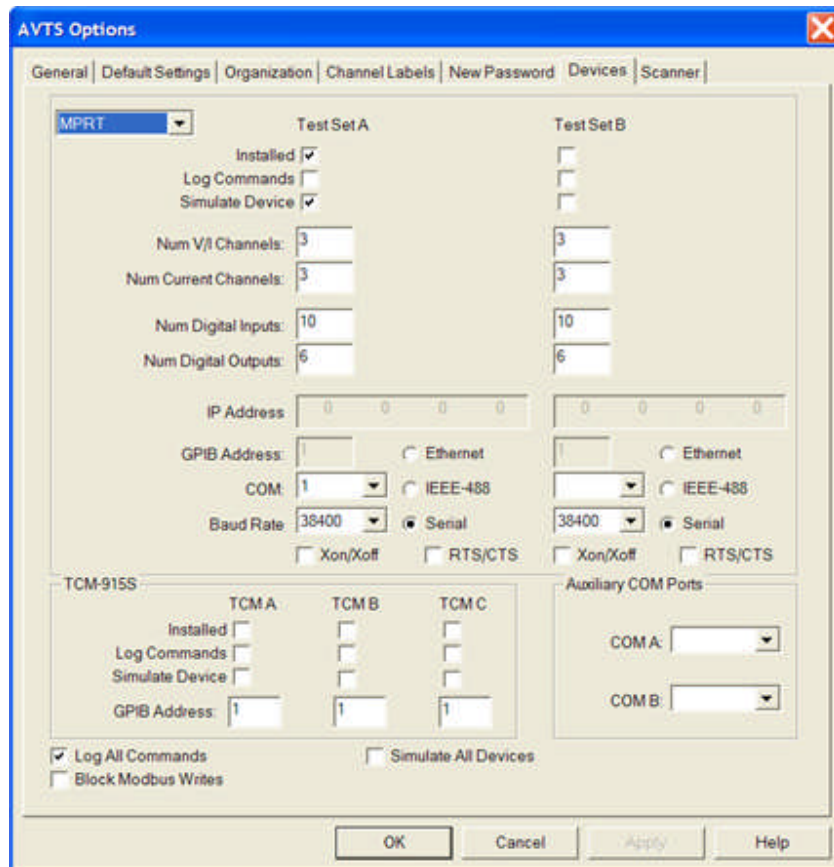 AVTS Options
General Default Settings Organization Channel Labels New Password Devices Scanner
MPRT Test Set A Test Set B
Installed
Log Commands
Simulate Device
Num V/I Channels: 3 3
Num Current Channels: 3 3
Num Digital Inputs: 10 10
Num Digital Outputs: 6 6
IP Address 0 0 0 0 0 0 0 0
GPIB Address: 1 Ethernet 1 Ethernet
COM: 1 IEEE-488 IEEE-488
Baud Rate 38400 Serial 38400 Serial
Xon/Xoff RTS/CTS Xon/Xoff RTS/CTS
TCM-915S Auxiliary COM Ports
TCM A TCM B TCM C
Installed
Log Commands
COM A:
Simulate Device
GPIB Address: 1 1 1
COM B:
Log All Commands Simulate All Devices
Block Modbus Writes
OK Cancel Apply Help